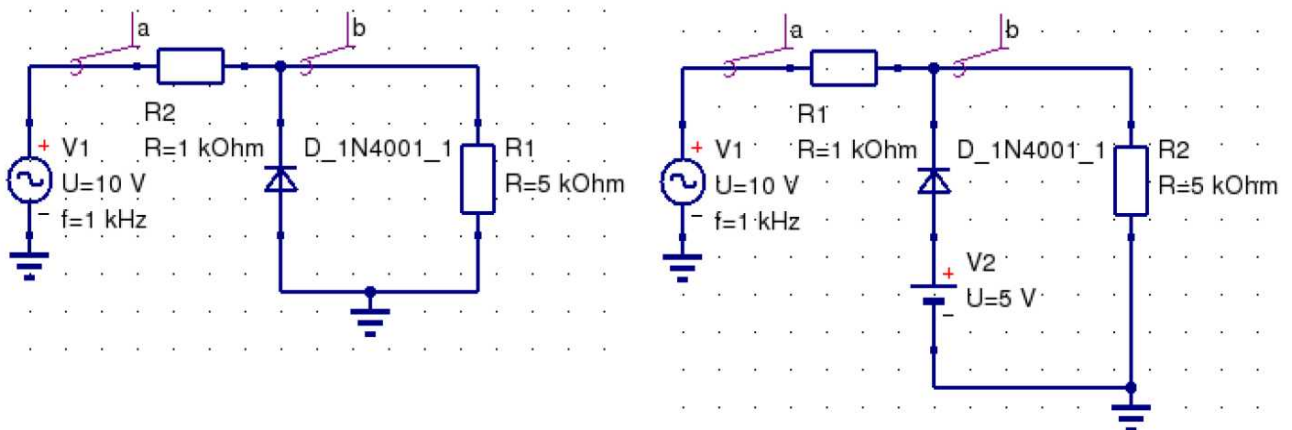 a
b
R2
R=1 kOhm
D_1N4001_1
R1
R=5 kOhm
+
V1
U=10 V
f=1 kHz
−
a
b
R1
R=1 kOhm
D_1N4001_1
R2
R=5 kOhm
+
V1
U=10 V
f=1 kHz
−
+
V2
U=5 V
−